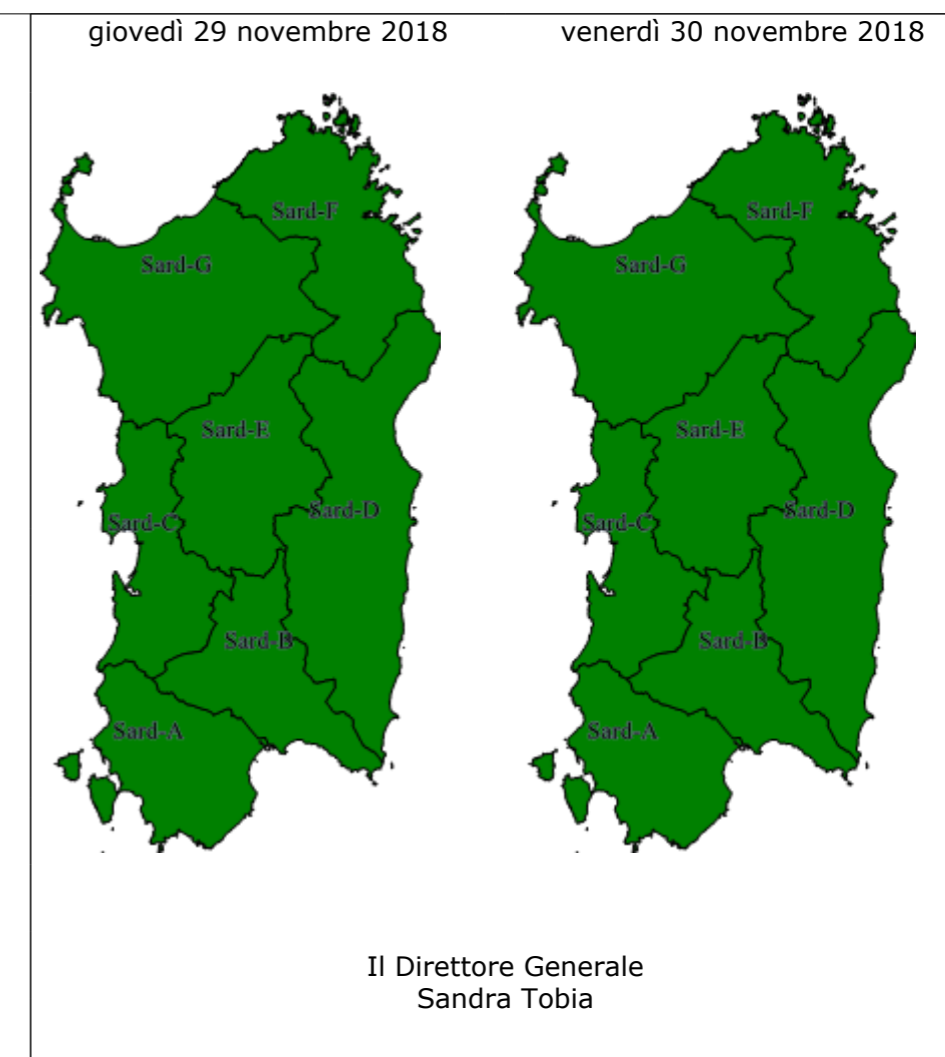 giovedì 29 novembre 2018
venerdì 30 novembre 2018
Sard-F
Sard-G
Sard-E
Sard-D
Sard-C
Sard-B
Sard-A
Sard-F
Sard-G
Sard-E
Sard-D
Sard-C
Sard-B
Sard-A
Il Direttore Generale
Sandra Tobia